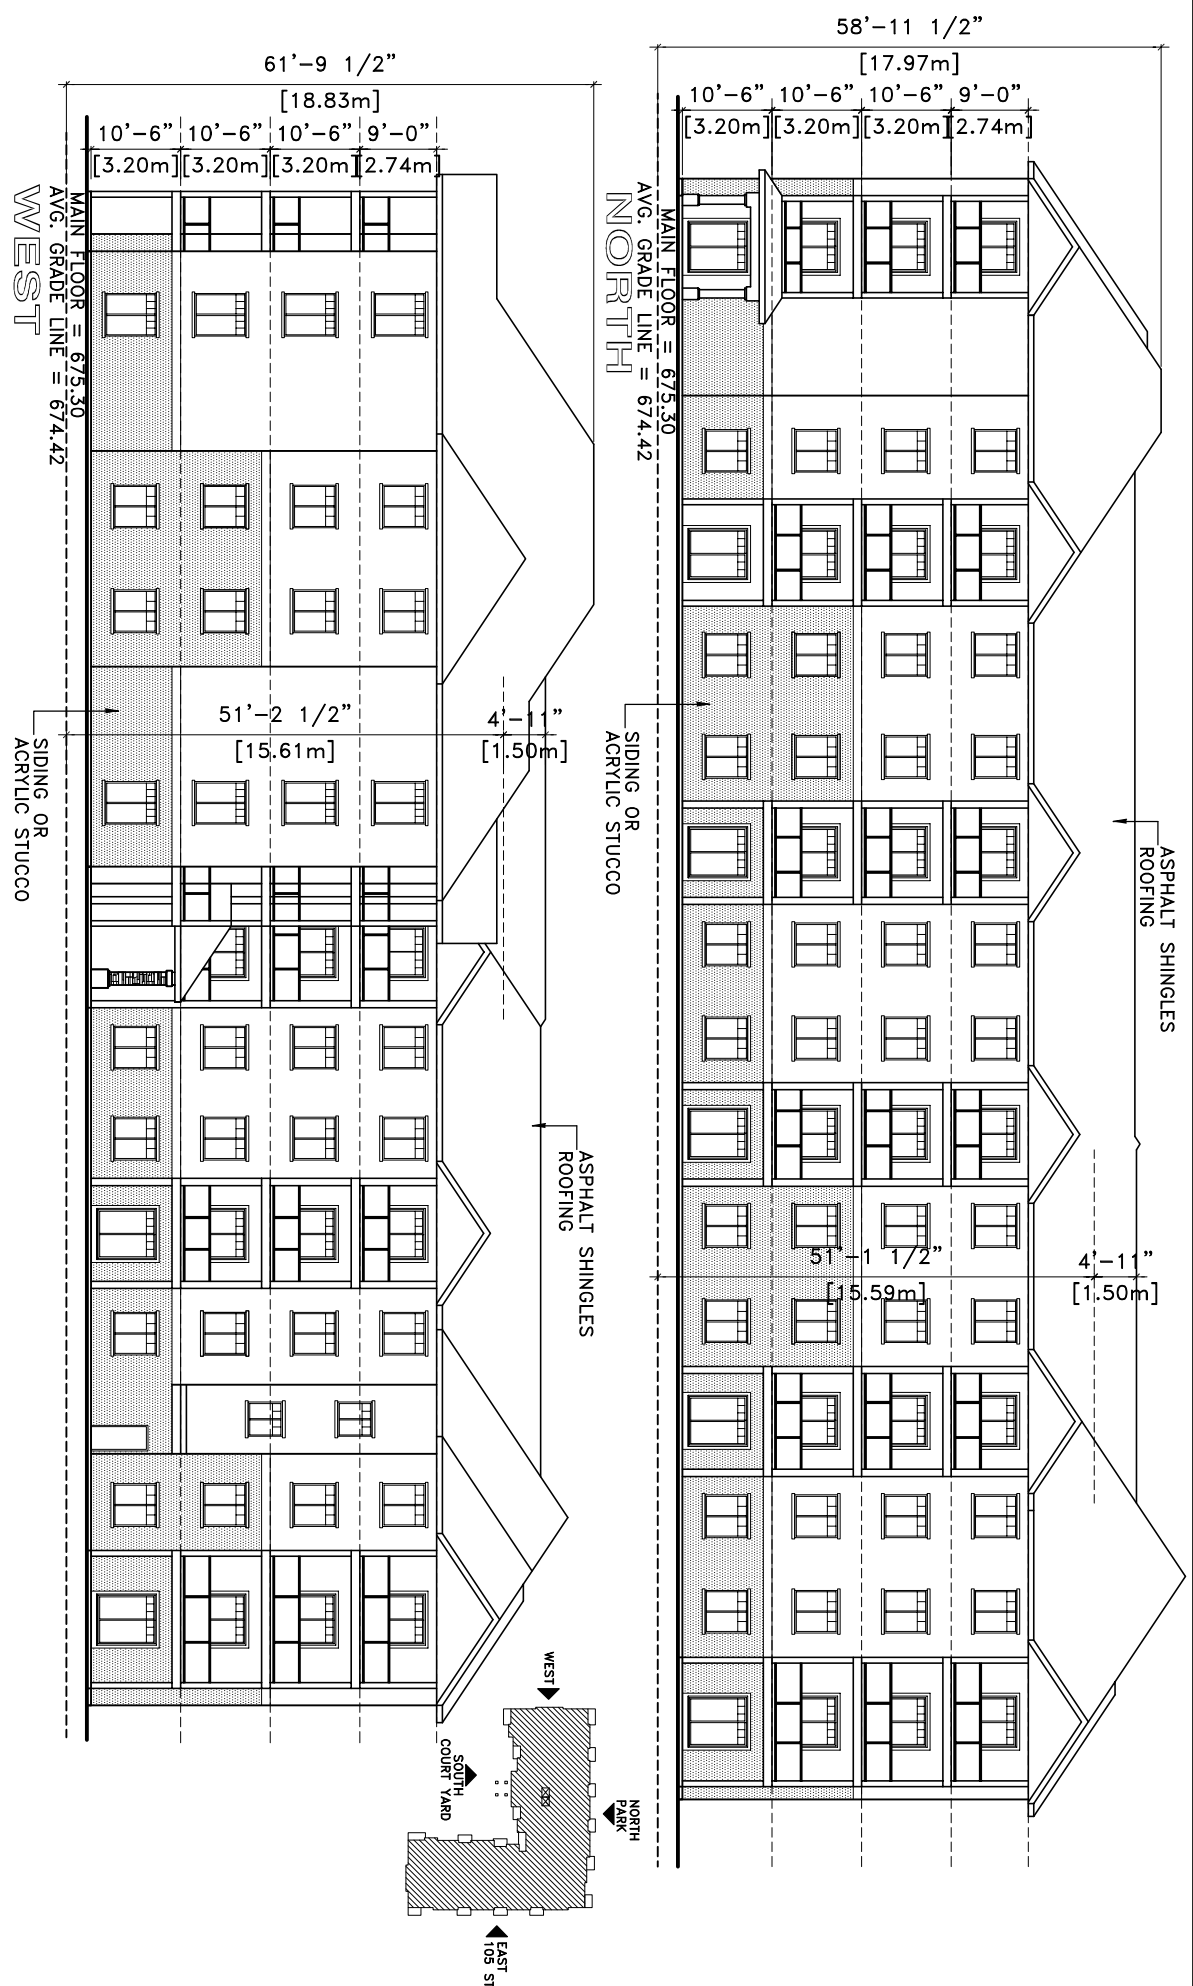 58'-11 1/2"
[17.97m]
10'-6"
[3.20m]
10'-6"
[3.20m]
10'-6"
[3.20m]
9'-0"
[2.74m]
MAIN FLOOR = 675.30
AVG. GRADE LINE = 674.42
NORTH
SIDING OR
ACRYLIC STUCCO
ASPHALT SHINGLES
ROOFING
51'-1 1/2"
[15.59m]
4'-11"
[1.50m]
61'-9 1/2"
[18.83m]
10'-6"
[3.20m]
10'-6"
[3.20m]
10'-6"
[3.20m]
9'-0"
[2.74m]
MAIN FLOOR = 675.30
AVG. GRADE LINE = 674.42
WEST
51'-2 1/2"
[15.61m]
4'-11"
[1.50m]
SIDING OR
ACRYLIC STUCCO
ASPHALT SHINGLES
ROOFING
WEST
SOUTH
COURT YARD
NORTH
PARK
EAST
105 ST